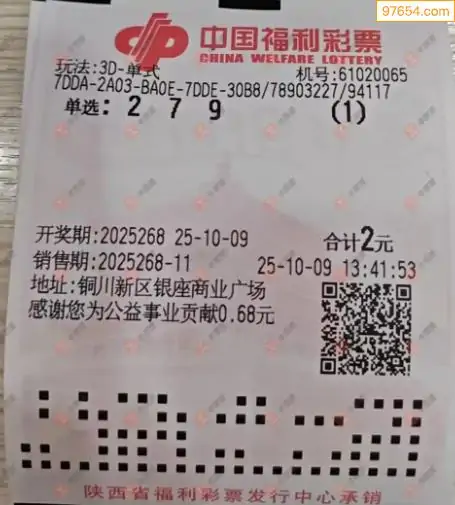 97654.com
中国福利彩票
CHINA WELFARE LOTTERY
玩法:3D-单式 机号:61020065
7DDA-2A03-BA0E-7DDE-30B8/78903227/94117
单选: 2 7 9 (1)
开奖期:2025268 25-10-09 合计2元
销售期:2025268-11 25-10-09 13:41:53
地址:铜川新区银座商业广场
感谢您为公益事业贡献0.68元
陕西省福利彩票发行中心承销